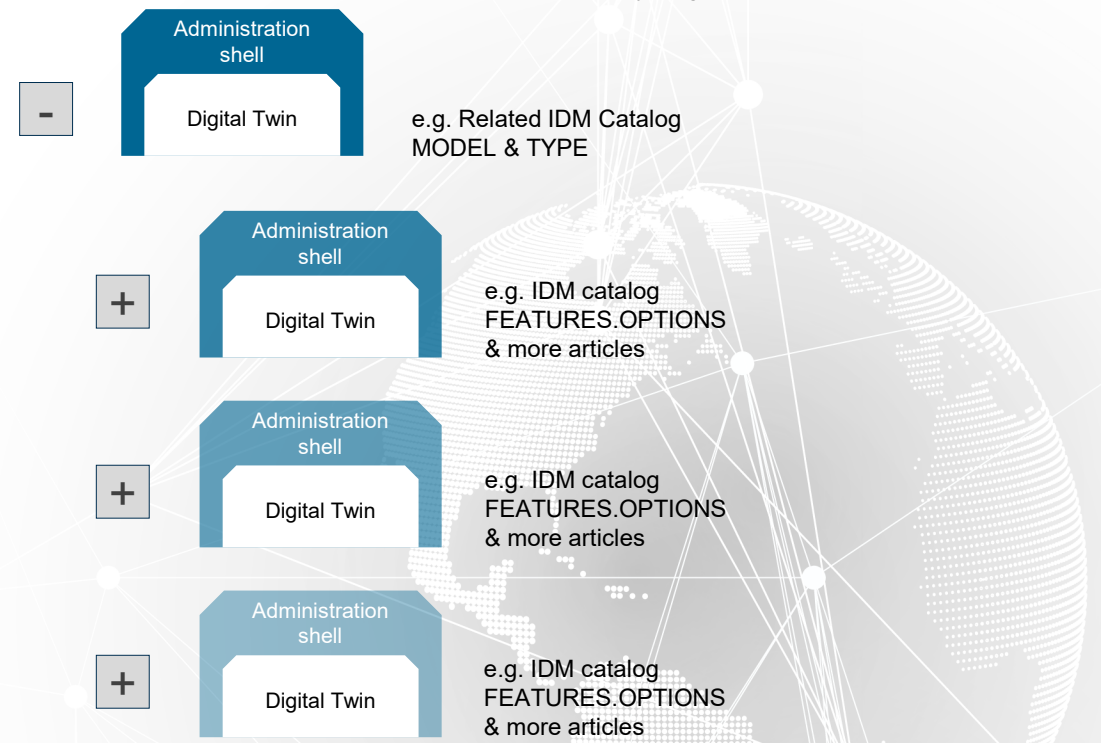 Administration
shell
-
Digital Twin
e.g. Related IDM Catalog
MODEL & TYPE
Administration
shell
+
Digital Twin
e.g. IDM catalog
FEATURES.OPTIONS
& more articles
Administration
shell
+
Digital Twin
e.g. IDM catalog
FEATURES.OPTIONS
& more articles
Administration
shell
+
Digital Twin
e.g. IDM catalog
FEATURES.OPTIONS
& more articles